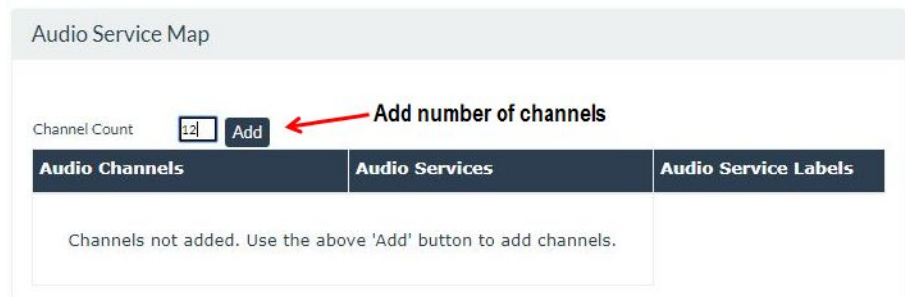 Audio Service Map
Add number of channels
Channel Count 12 Add
Audio Channels Audio Services Audio Service Labels
Channels not added. Use the above 'Add' button to add channels.